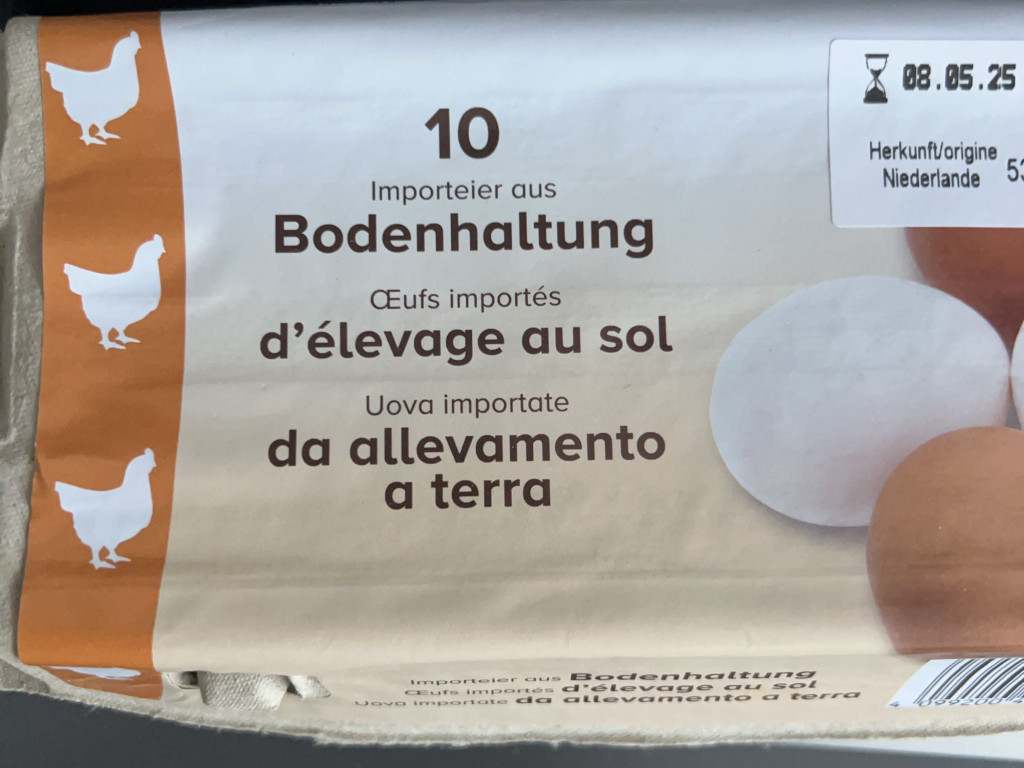 10
Importeier aus
Bodenhaltung
Œufs importés
d'élevage au sol
Uova importate
da allevamento
a terra
08.05.25
Herkunft/origine
Niederlande
Importeier aus Bodenhaltung
Œufs importés d'élevage au sol
Uova importate da allevamento a terra